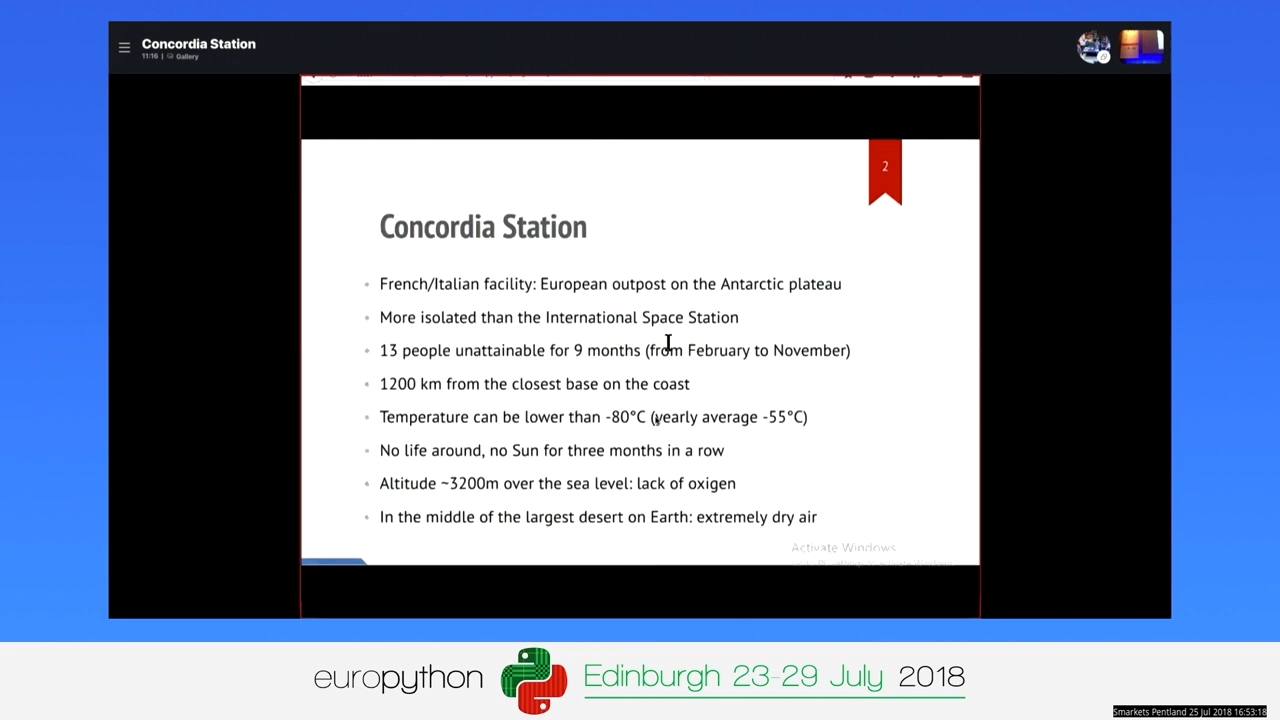 Concordia Station
11:16 | Gallery
2
Concordia Station
French/Italian facility: European outpost on the Antarctic plateau
More isolated than the International Space Station
13 people unattainable for 9 months (from February to November)
1200 km from the closest base on the coast
Temperature can be lower than -80°C (yearly average -55°C)
No life around, no Sun for three months in a row
Altitude ~3200m over the sea level: lack of oxigen
In the middle of the largest desert on Earth: extremely dry air
Activate Windows
europython Edinburgh 23-29 July 2018
Smarkets Pentland 25 Jul 2018 16:53:18